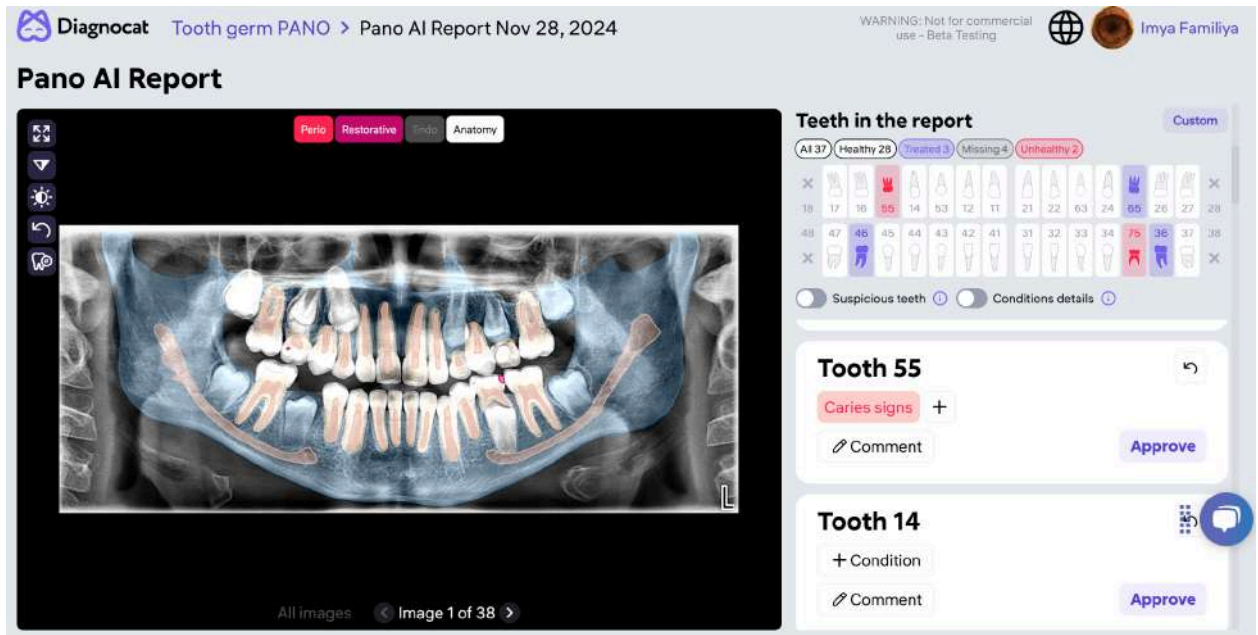 Diagnocat
Tooth germ PANO > Pano AI Report Nov 28, 2024
WARNING: Not for commercial
use - Beta Testing
Imya Familiya
Pano AI Report
Perio Restorative Endo Anatomy
L
All images < Image 1 of 38 >
Teeth in the report
Custom
All 37 Healthy 28 Treated 3 Missing 4 Unhealthy 2
18 17 16 55 14 53 12 11 21 22 63 24 65 26 27 28
48 47 46 45 44 43 42 41 31 32 33 34 75 36 37 38
Suspicious teeth Conditions details
Tooth 55
Caries signs +
Comment
Approve
Tooth 14
+ Condition
Comment
Approve